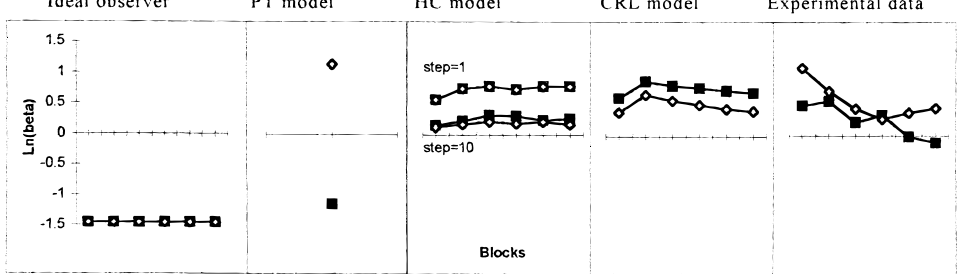 Ideal observer PT model HC model CRL model Experimental data
1.5
1
step=1
0.5
Ln((beta)
0
step=10
-0.5
-1
-1.5
Blocks